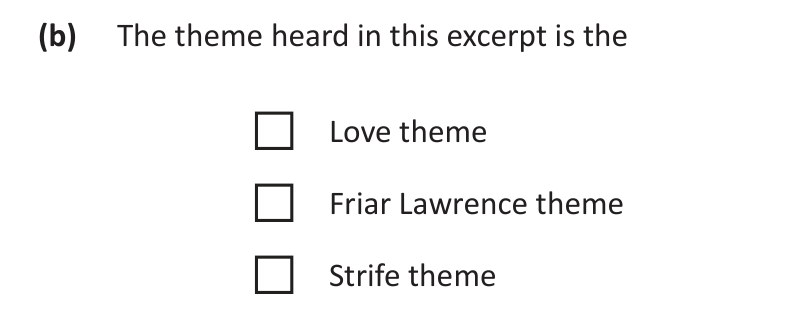 (b) The theme heard in this excerpt is the
Love theme
Friar Lawrence theme
Strife theme